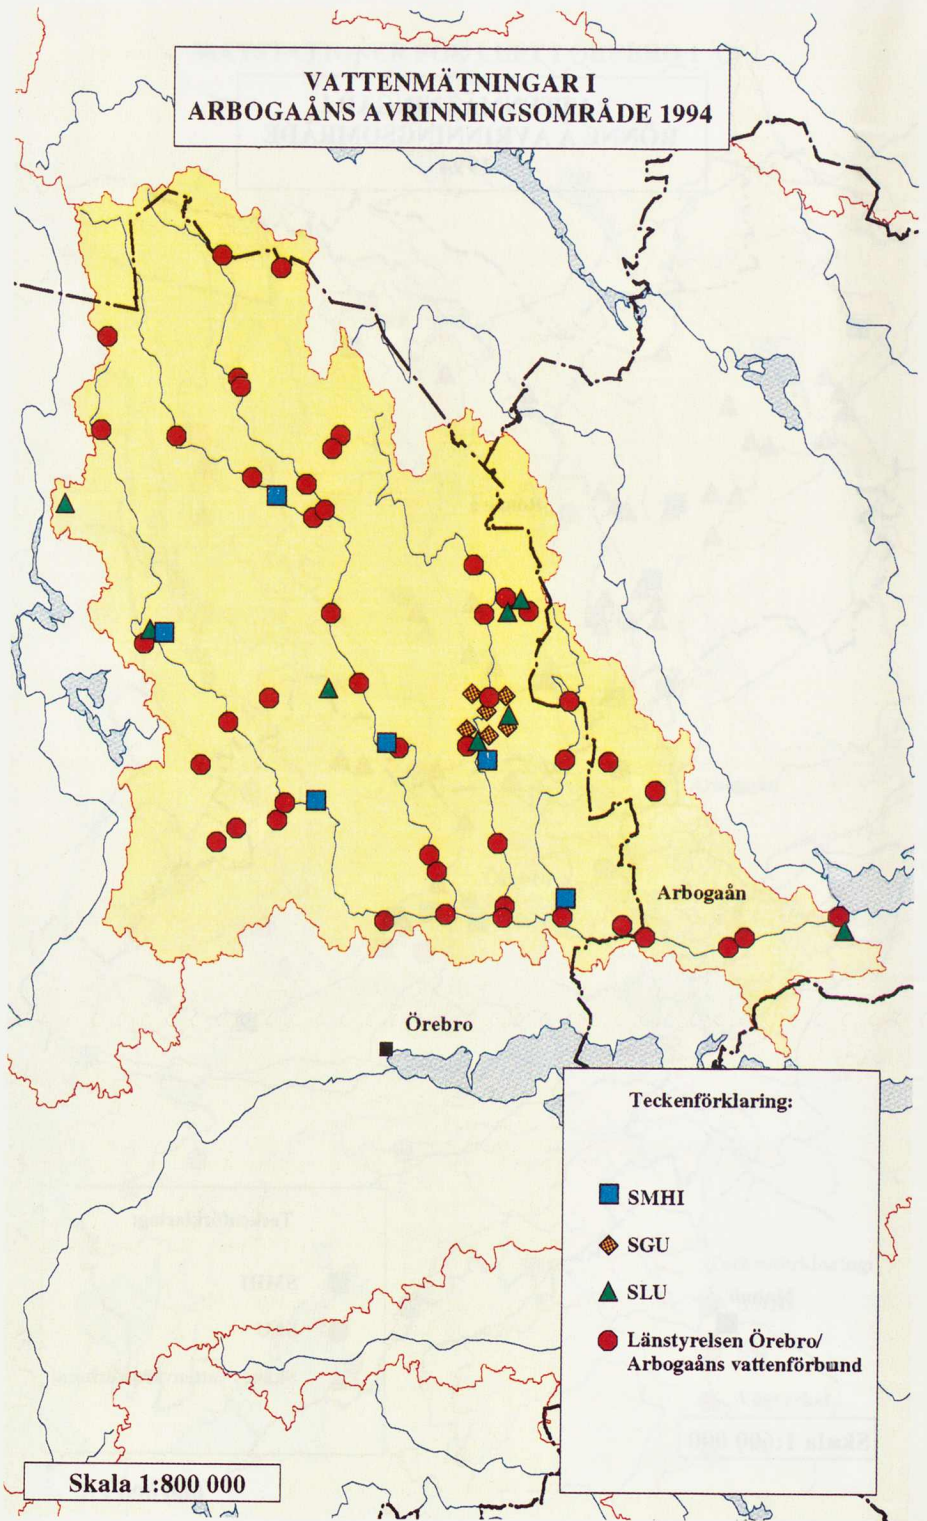 VATTENMÄTNINGAR I
ARBOGAÅNS AVRINNINGSOMRÅDE 1994
Arbogaån
Örebro
Teckenförklaring:
SMHI
SGU
SLU
Länstyrelsen Örebro/
Arbogaåns vattenförbund
Skala 1:800 000